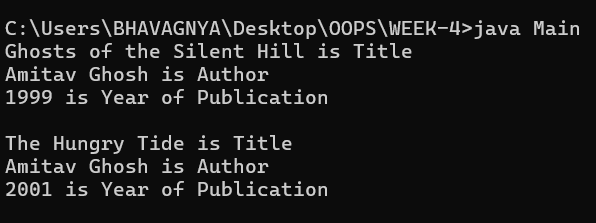 C:\Users\BHAVAGNYA\Desktop\OOPS\WEEK-4>java Main
Ghosts of the Silent Hill is Title
Amitav Ghosh is Author
1999 is Year of Publication
The Hungry Tide is Title
Amitav Ghosh is Author
2001 is Year of Publication